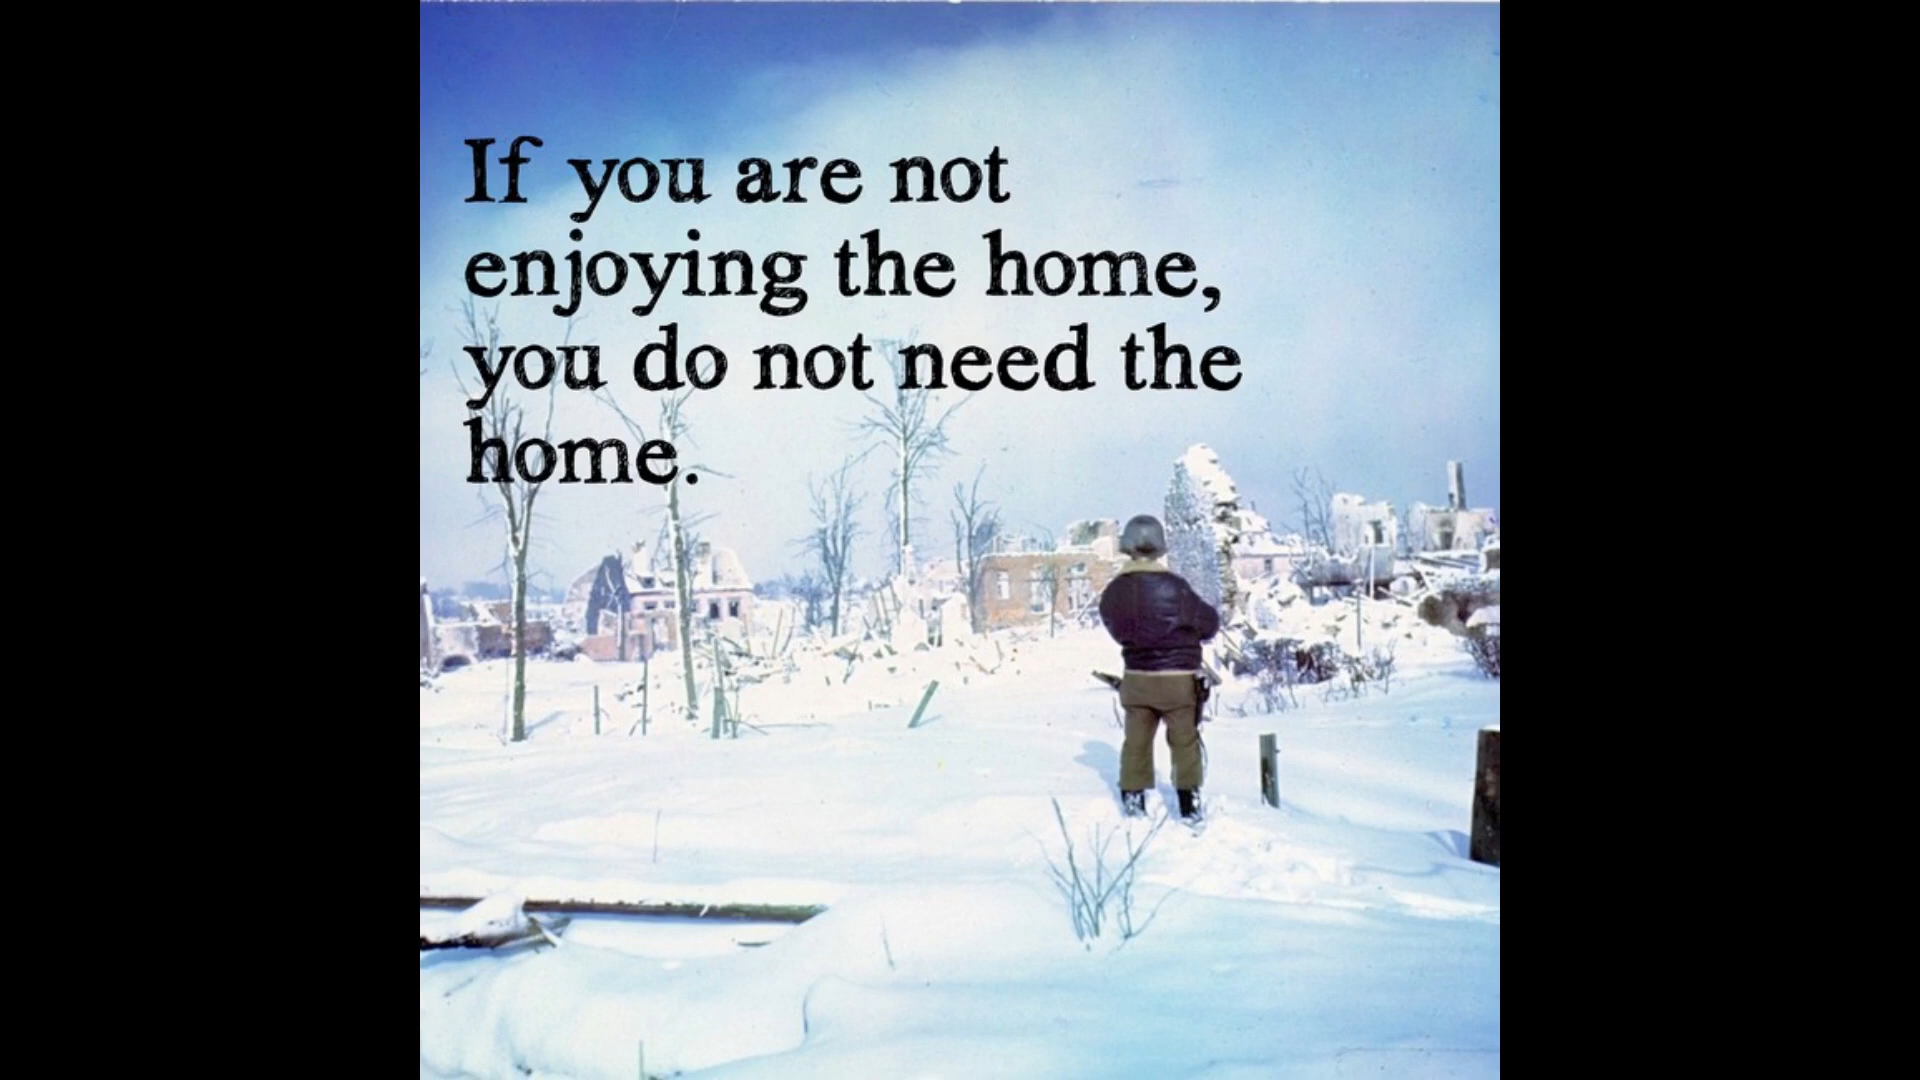 If you are not
enjoying the home,
you do not need the
home.